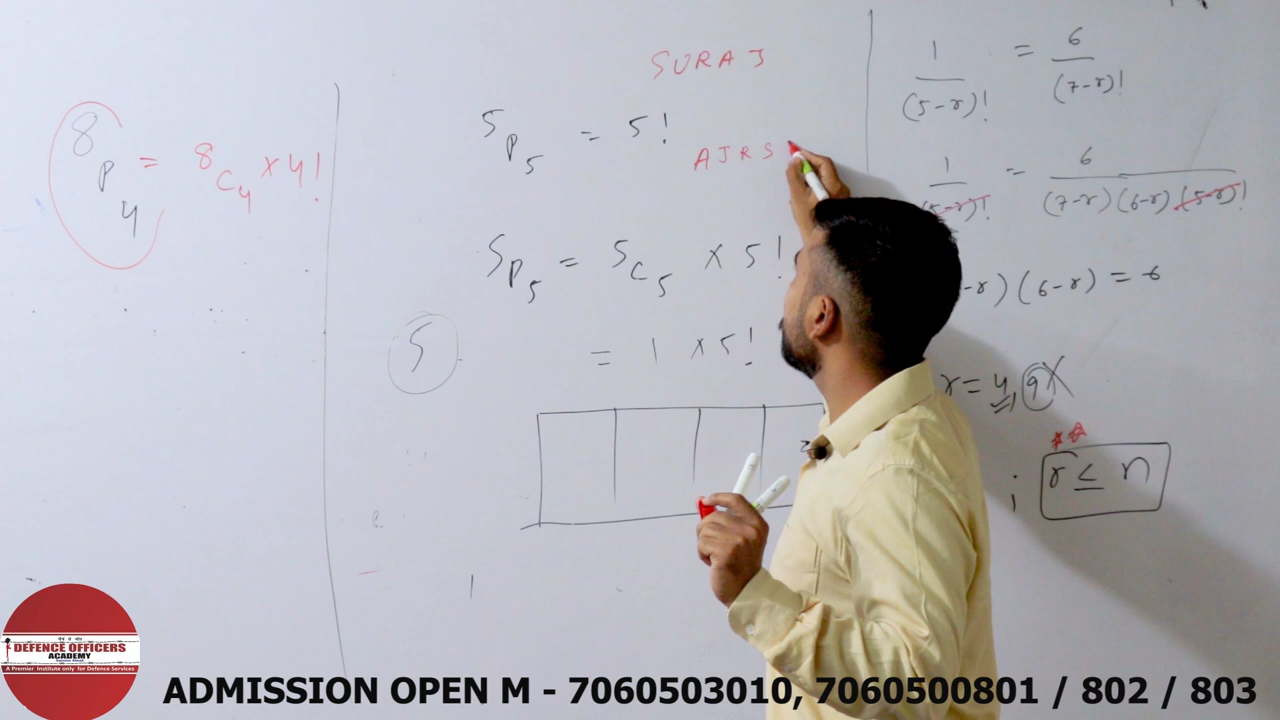 8P4 = 8C4 × 4!
SURAJ
5P5 = 5!
AJRS
5P5 = 5C5 × 5!
= 1 × 5!
5
1/(5-r)! = 6/(7-r)!
1/(5-r)! = 6/(7-r)(6-r)(5-r)!
-r)(6-r) = 6
r = 4, 9
; r ≤ n
DEFENCE OFFICERS
ACADEMY
A Premier Institute only for Defence Services
ADMISSION OPEN M - 7060503010, 7060500801 / 802 / 803